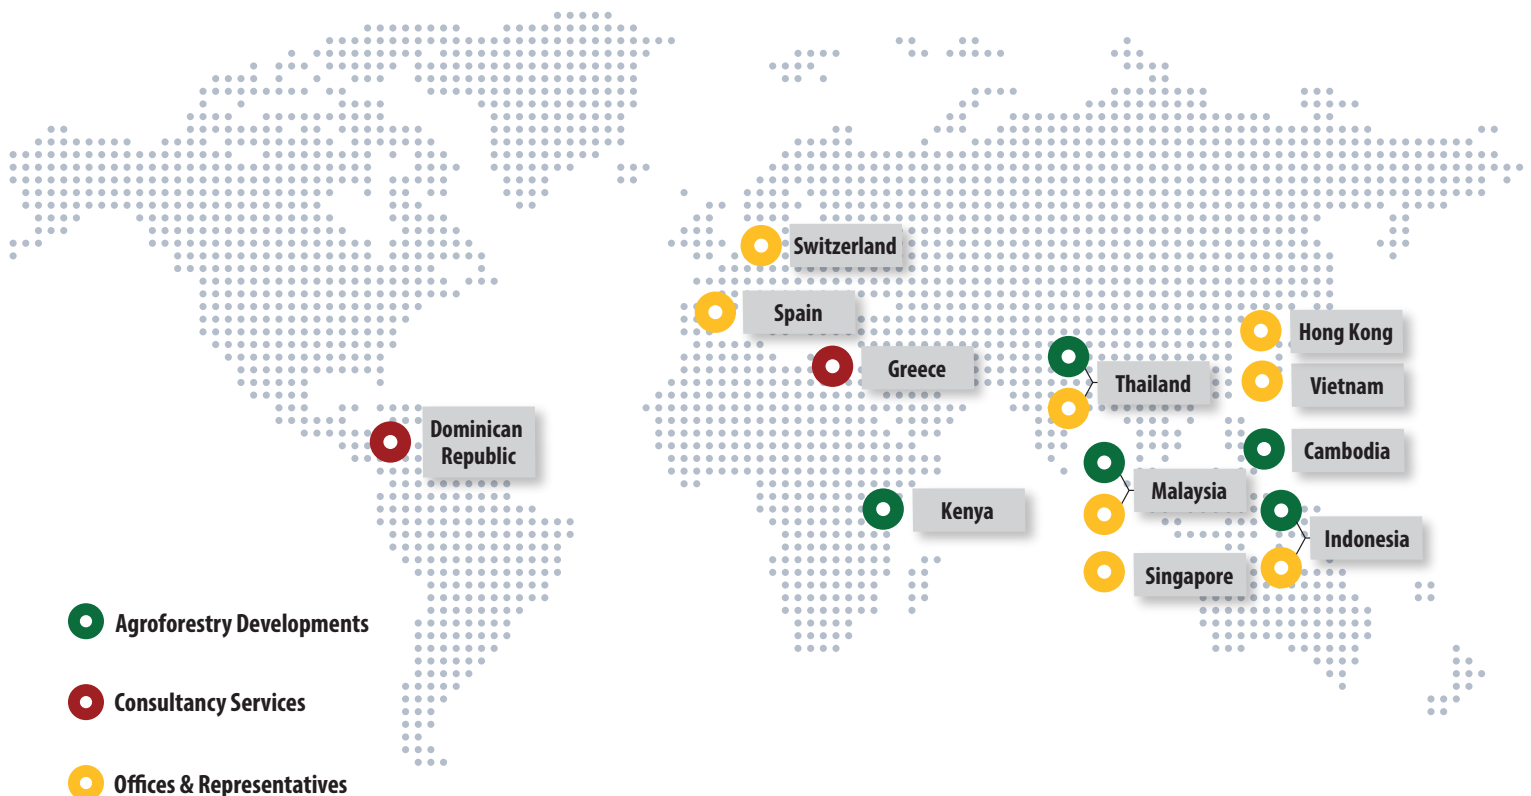 Switzerland
Spain
Hong Kong
Greece
Thailand
Vietnam
Dominican
Republic
Cambodia
Malaysia
Kenya
Indonesia
Singapore
Agroforestry Developments
Consultancy Services
Offices & Representatives